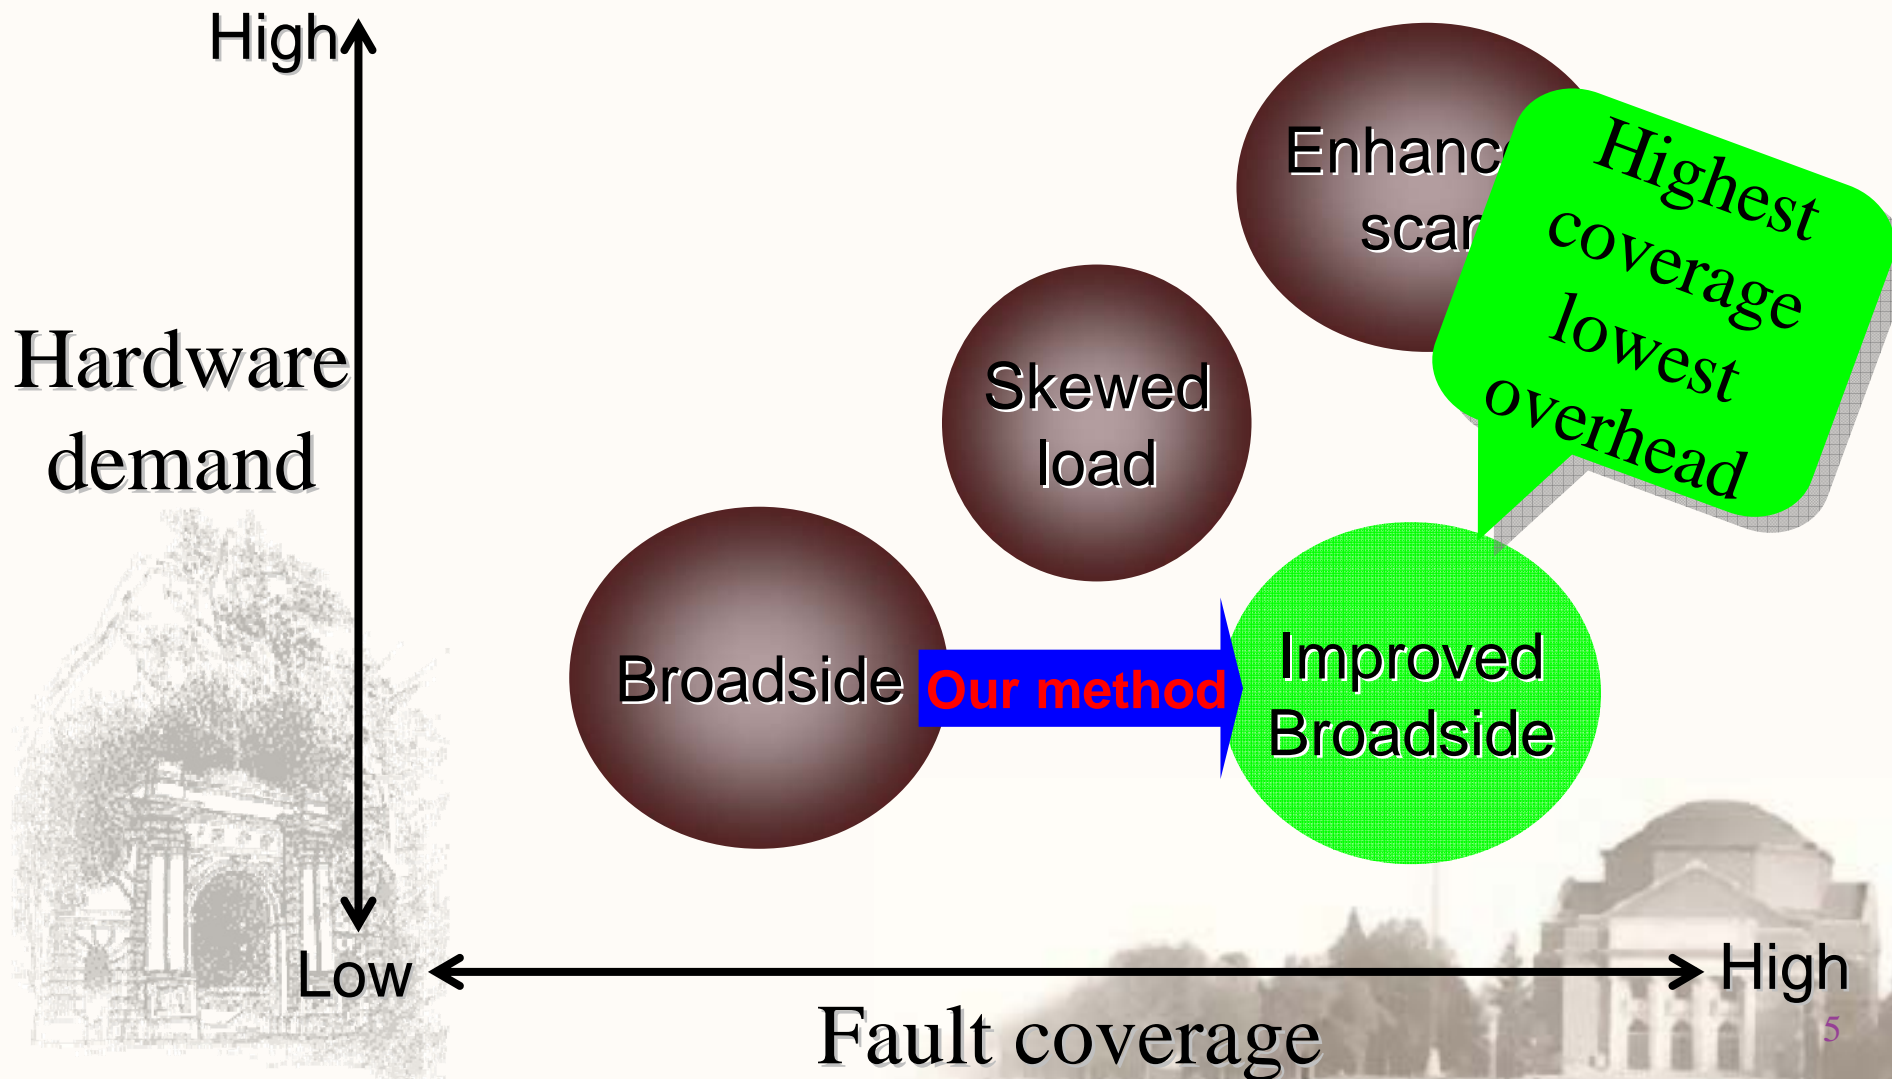 High
Hardware
demand
Enhanc
scan
Highest
coverage
lowest
overhead
Skewed
load
Broadside
Our method
Improved
Broadside
Low
High
Fault coverage
5